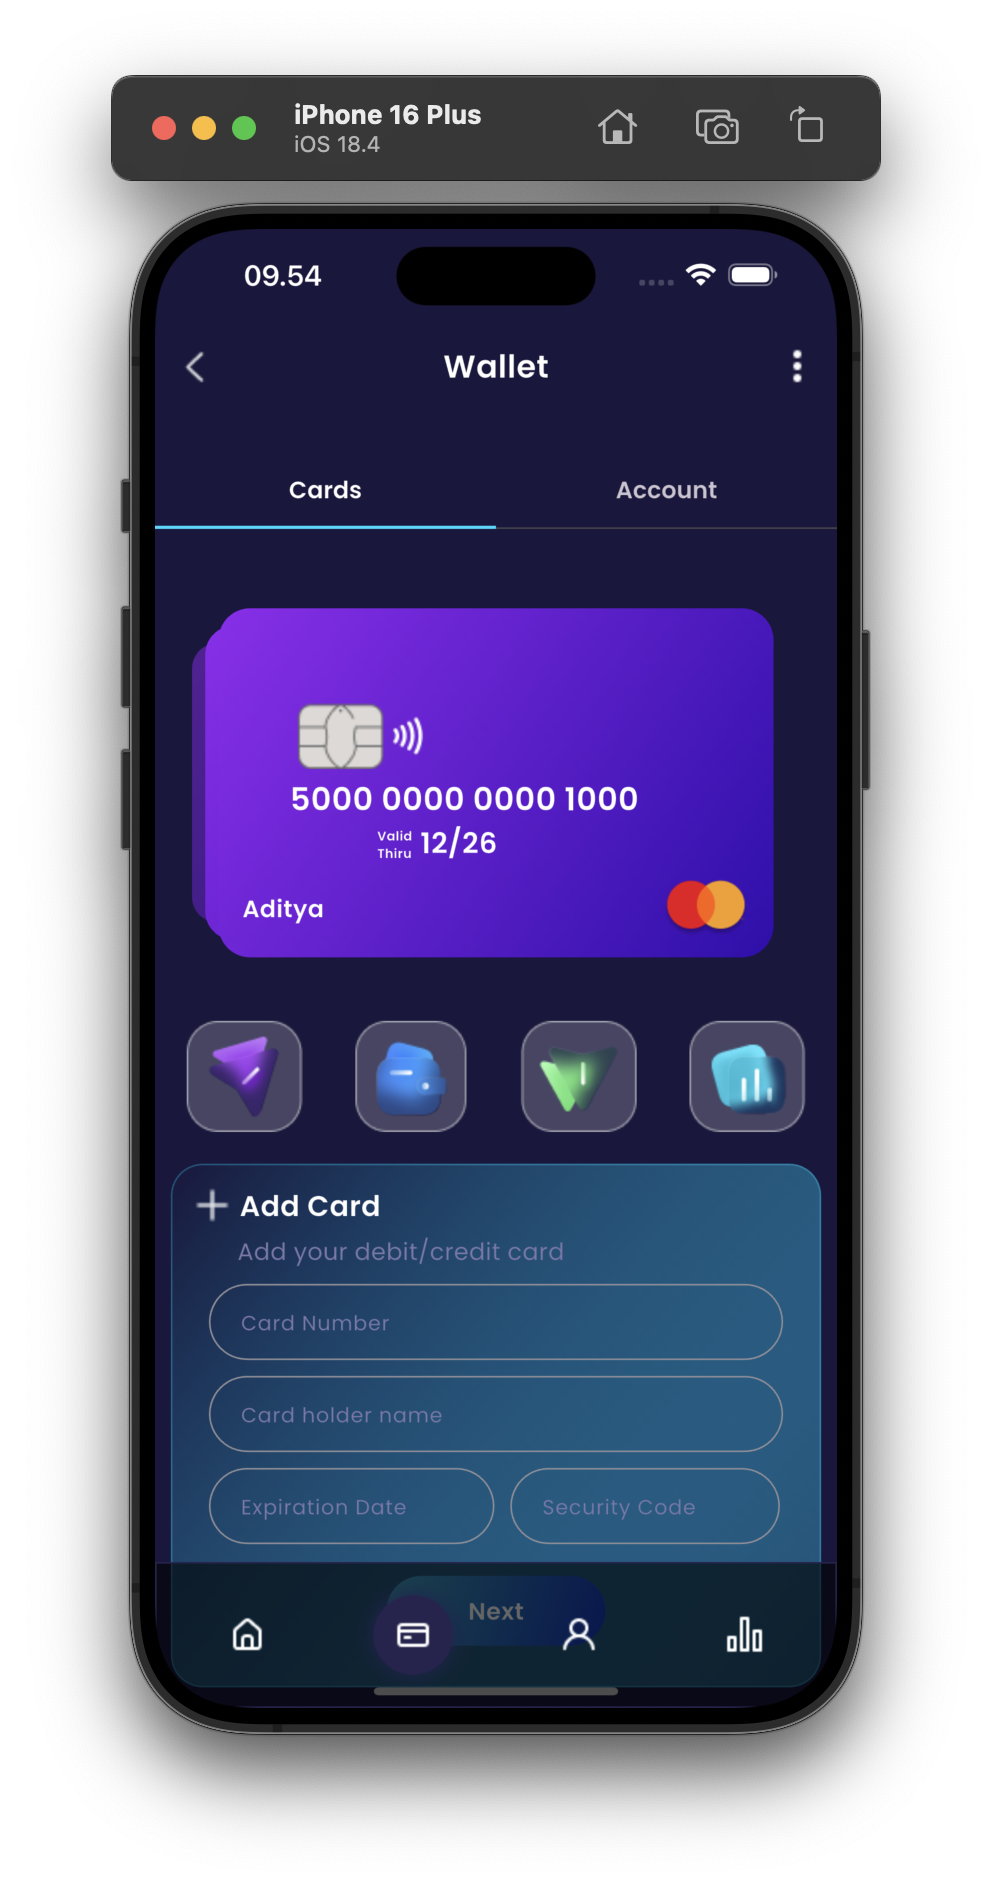 iPhone 16 Plus
iOS 18.4
09.54
Wallet
Cards
Account
5000 0000 0000 1000
Valid
Thiru
12/26
Aditya
Add Card
Add your debit/credit card
Card Number
Card holder name
Expiration Date
Security Code
Next